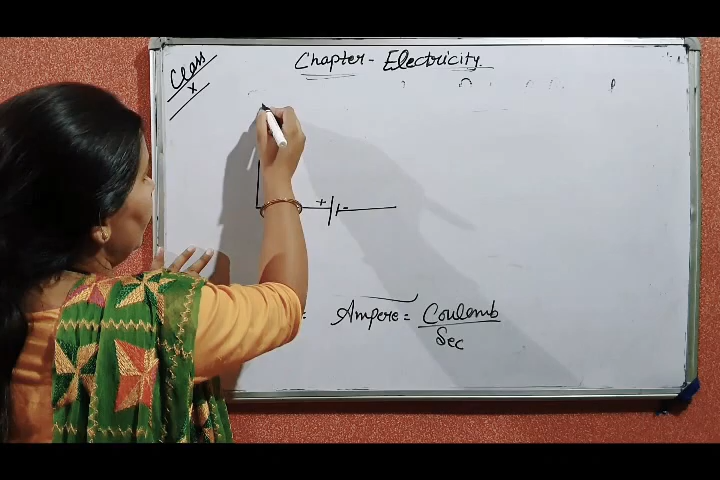 Class
X
Chapter - Electricity
+ -
= Ampere = Coulomb
Sec